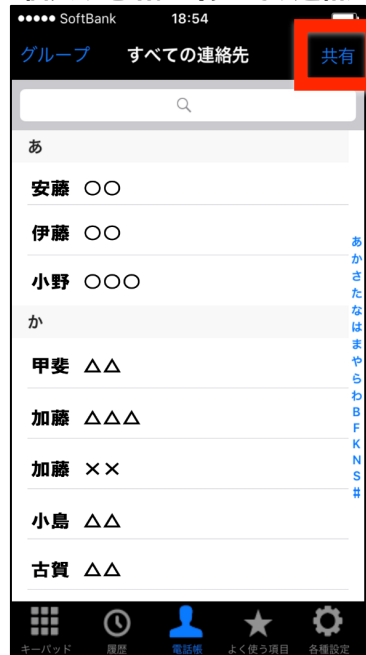 ●●●●● SoftBank 18:54
グループ すべての連絡先 共有
あ
安藤 ○○
伊藤 ○○
小野 ○○○
か
甲斐 △△
加藤 △△△
加藤 ××
小島 △△
古賀 △△
あ
か
さ
た
な
は
ま
や
ら
わ
B
F
K
N
S
#
キーパッド 履歴 電話帳 よく使う項目 各種設定